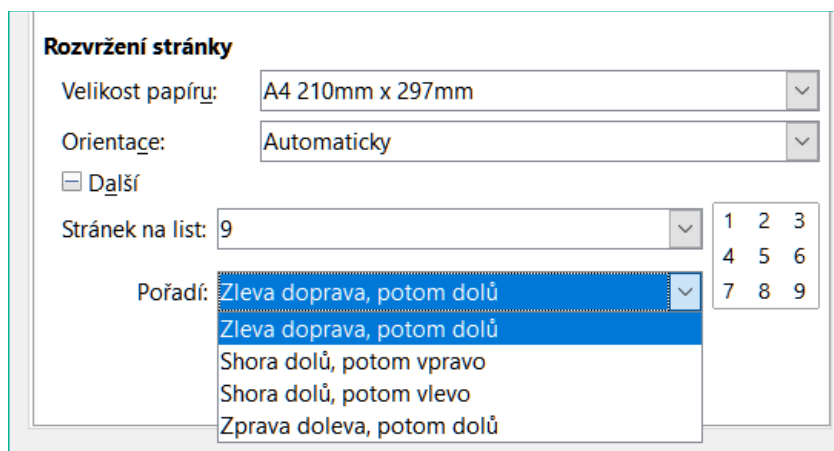 Rozvržení stránky
Velikost papíru: A4 210mm x 297mm
Orientace: Automaticky
Další
Stránek na list: 9
1 2 3
4 5 6
7 8 9
Pořadí: Zleva doprava, potom dolů
Zleva doprava, potom dolů
Shora dolů, potom vpravo
Shora dolů, potom vlevo
Zprava doleva, potom dolů